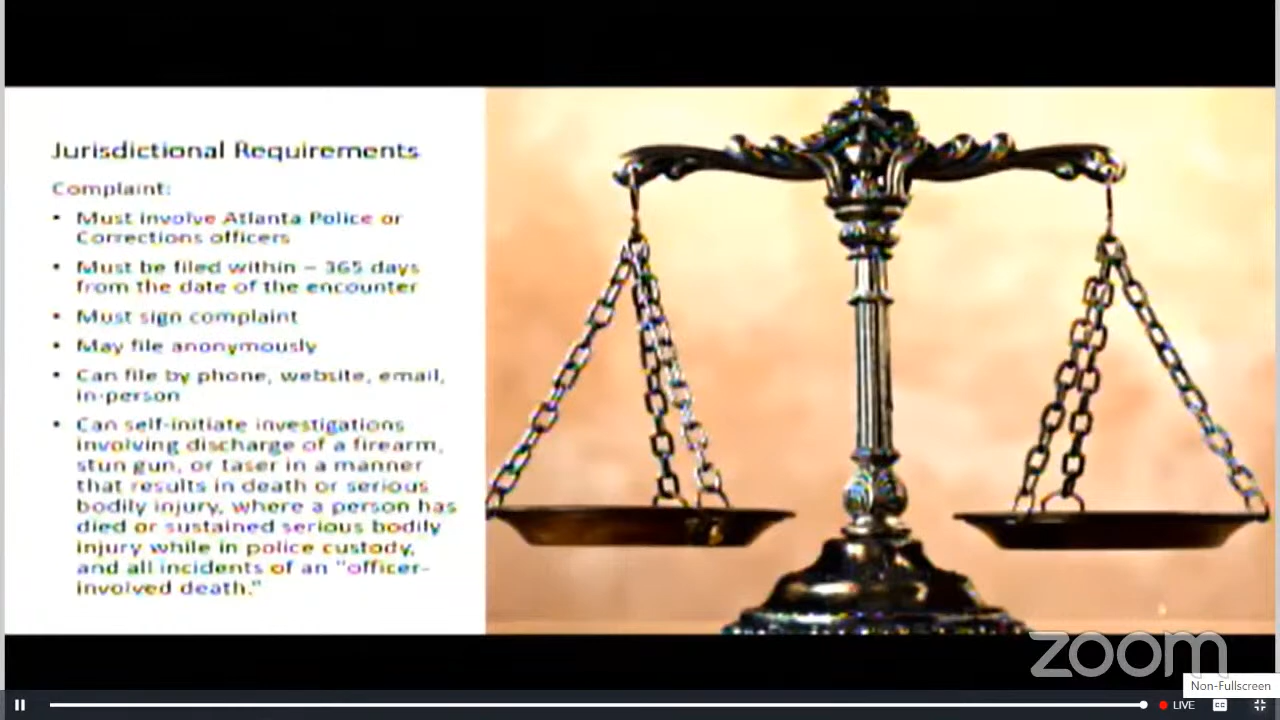 Jurisdictional Requirements
Complaint:
• Must involve Atlanta Police or
Corrections officers
• Must be filed within – 365 days
from the date of the encounter
• Must sign complaint
• May file anonymously
• Can file by phone, website, email,
in-person
• Can self-initiate investigations
involving discharge of a firearm,
stun gun, or taser in a manner
that results in death or serious
bodily injury, where a person has
died or sustained serious bodily
injury while in police custody,
and all incidents of an "officer-
involved death."
zoom
Non-Fullscreen
LIVE
CC